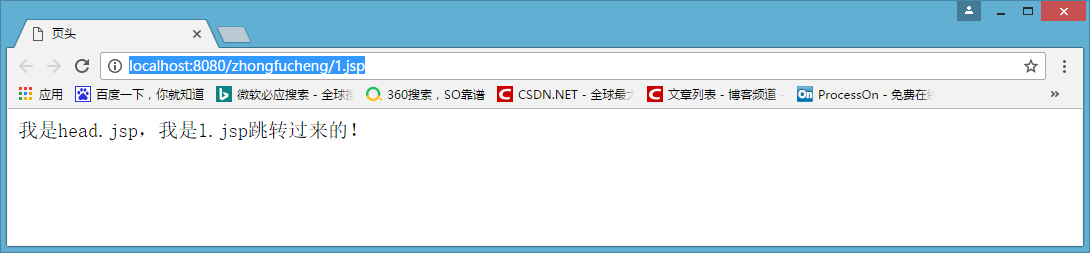 页头
localhost:8080/zhongfucheng/1.jsp
应用 百度一下，你就知道 微软必应搜索 - 全球 360搜索，SO靠谱 CSDN.NET - 全球最 文章列表 - 博客频道 - ProcessOn - 免费在 »
我是head.jsp，我是1.jsp跳转过来的！